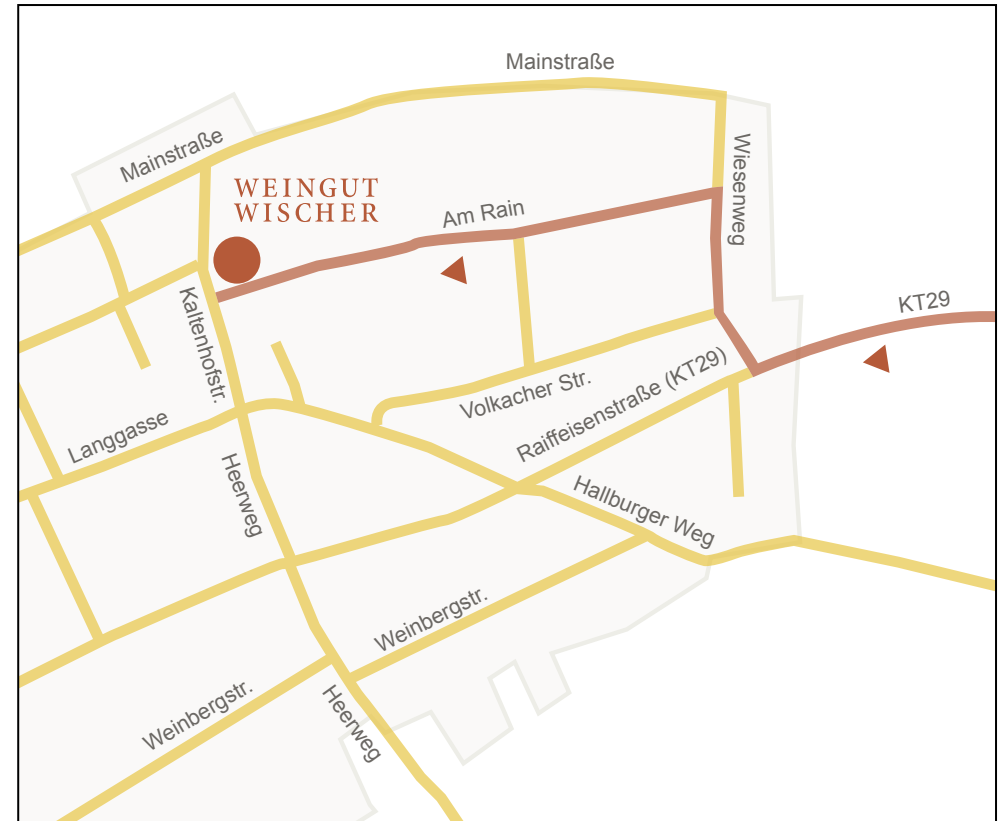 Mainstraße
Mainstraße
Wiesenweg
WEINGUT
WISCHER
Am Rain
KT29
Kaltenhofstr.
Volkacher Str.
Raiffeisenstraße (KT29)
Langgasse
Heerweg
Hallburger Weg
Weinbergstr.
Weinbergstr.
Heerweg